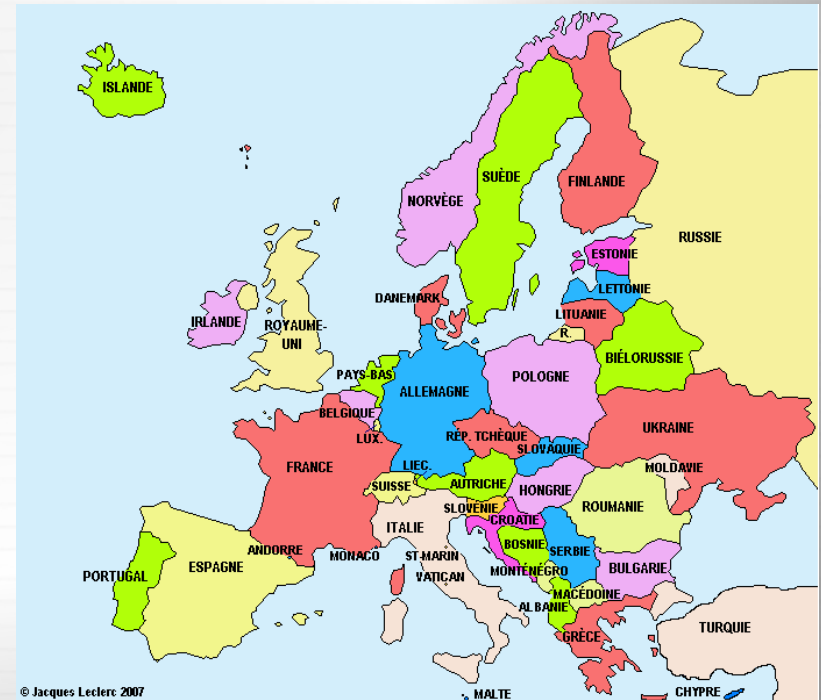 ISLANDE
SUÈDE
FINLANDE
NORVÈGE
RUSSIE
ESTONIE
LETTONIE
DANEMARK
LITUANIE
R.
IRLANDE
ROYAUME-
UNI
BIÉLORUSSIE
PAYS-BAS
POLOGNE
ALLEMAGNE
BELGIQUE
UKRAINE
LUX.
RÉP. TCHÈQUE
SLOVAQUIE
FRANCE
LIEC.
MOLDAVIE
SUISSE
AUTRICHE
HONGRIE
SLOVÉNIE
ROUMANIE
CROATIE
ITALIE
BOSNIE
ANDORRE
MONACO
ST-MARIN
SERBIE
ESPAGNE
MONTÉNÉGRO
BULGARIE
PORTUGAL
VATICAN
MACÉDOINE
ALBANIE
TURQUIE
GRÈCE
© Jacques Leclerc 2007
MALTE
CHYPRE